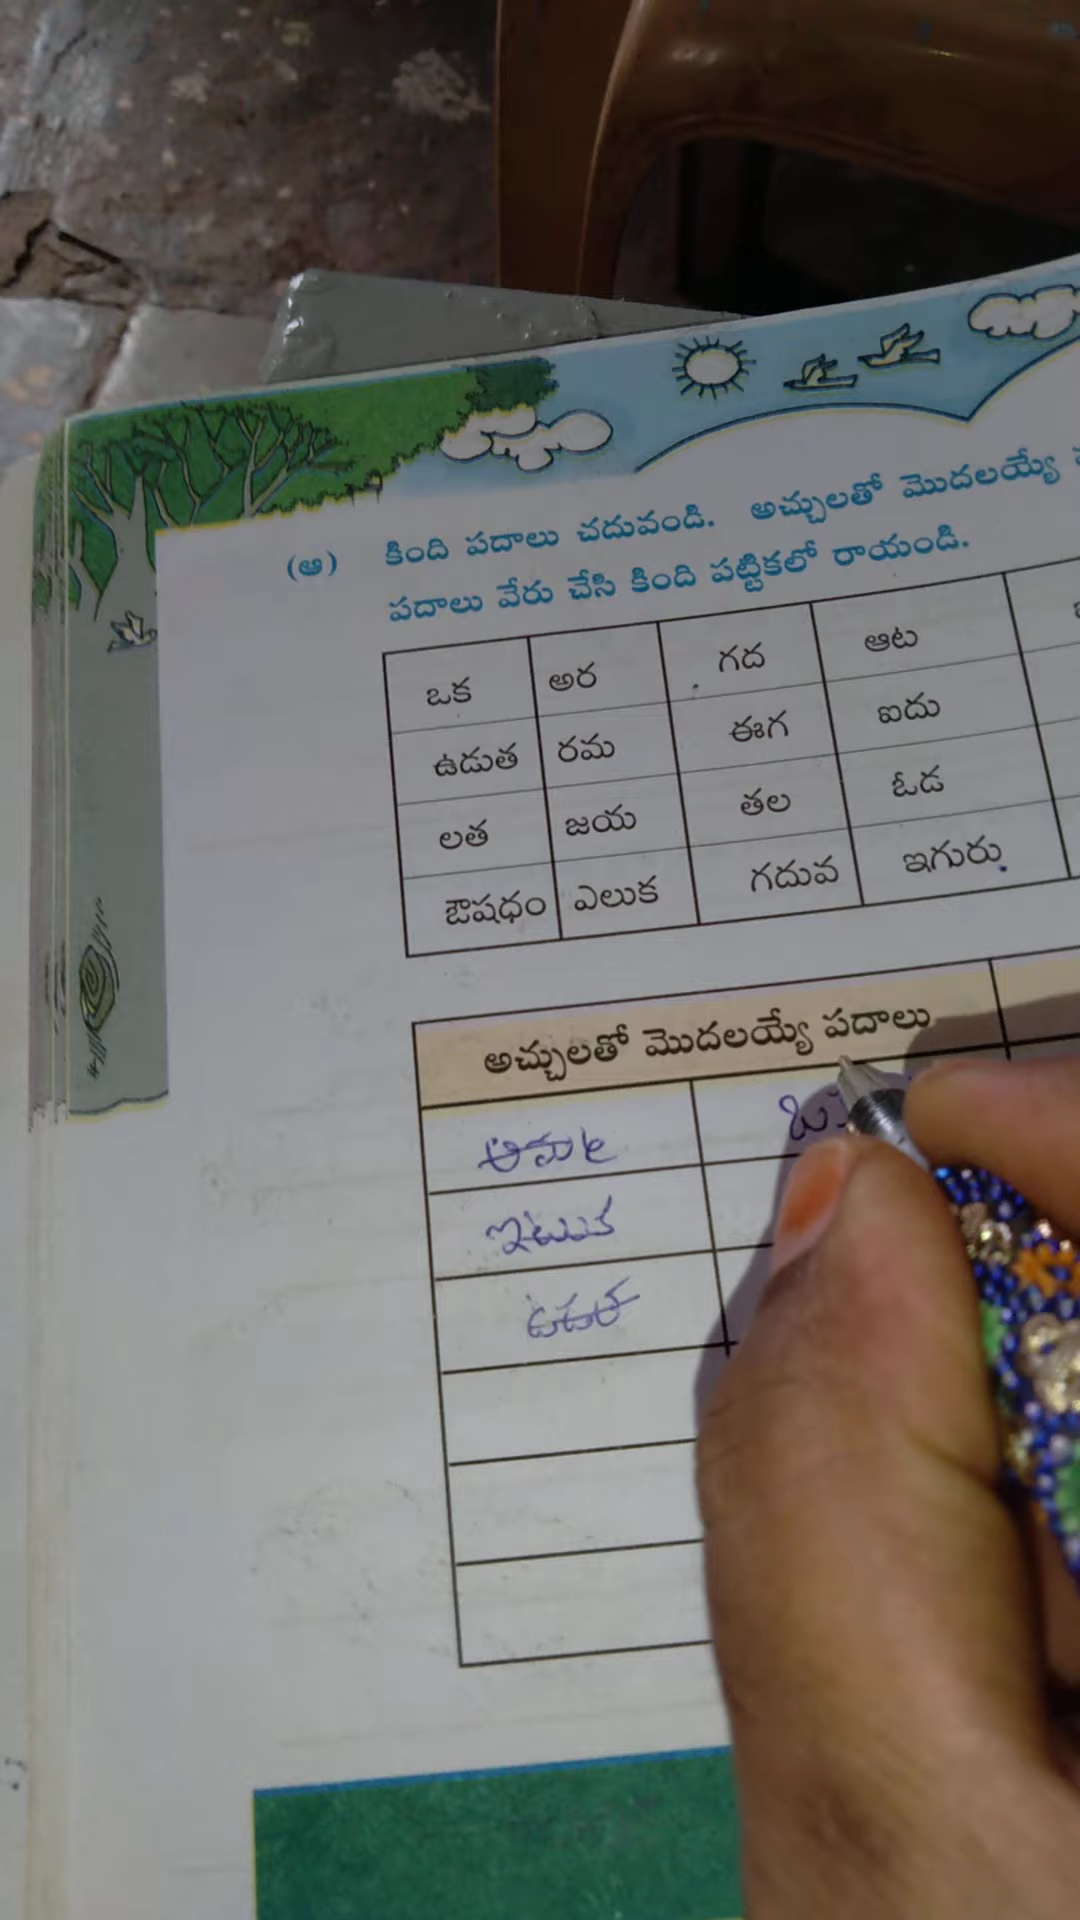 (ఆ) కింది పదాలు చదువండి. అచ్చులతో మొదలయ్యే
పదాలు వేరు చేసి కింది పట్టికలో రాయండి.
ఒక అర గద ఆట
ఉడుత రమ ఈగ ఐదు
లత జయ తల ఓడ
ఔషధం ఎలుక గదువ ఇగురు
అచ్చులతో మొదలయ్యే పదాలు